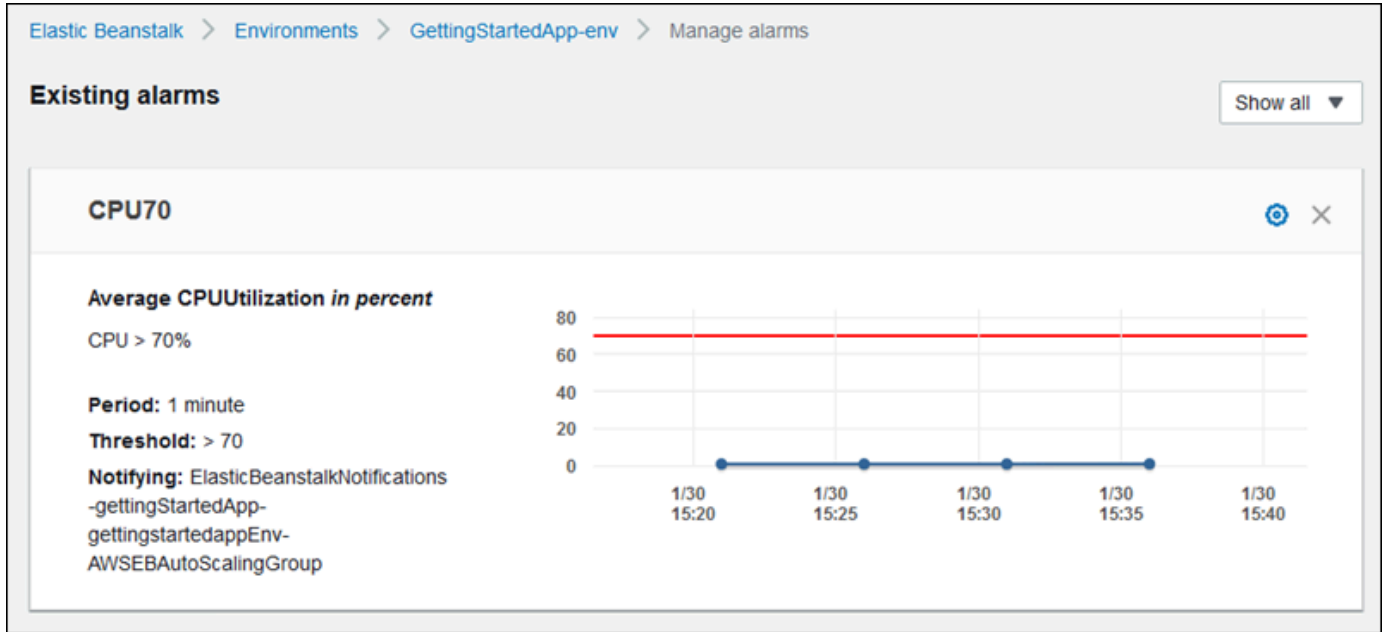 Elastic Beanstalk > Environments > GettingStartedApp-env > Manage alarms
Existing alarms
Show all
CPU70
Average CPUUtilization in percent
CPU > 70%
Period: 1 minute
Threshold: > 70
Notifying: ElasticBeanstalkNotifications
-gettingStartedApp-
gettingstartedappEnv-
AWSEBAutoScalingGroup
80
60
40
20
0
1/30 1/30 1/30 1/30 1/30
15:20 15:25 15:30 15:35 15:40